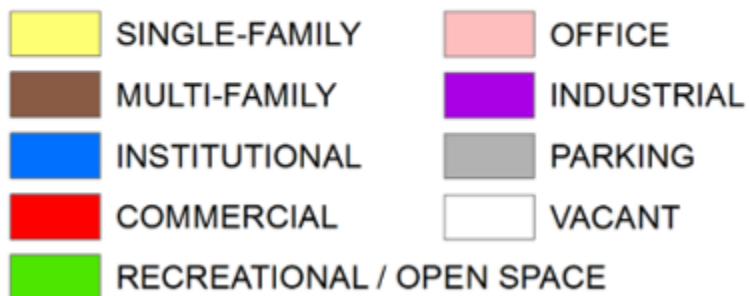 SINGLE-FAMILY
MULTI-FAMILY
INSTITUTIONAL
COMMERCIAL
RECREATIONAL / OPEN SPACE
OFFICE
INDUSTRIAL
PARKING
VACANT